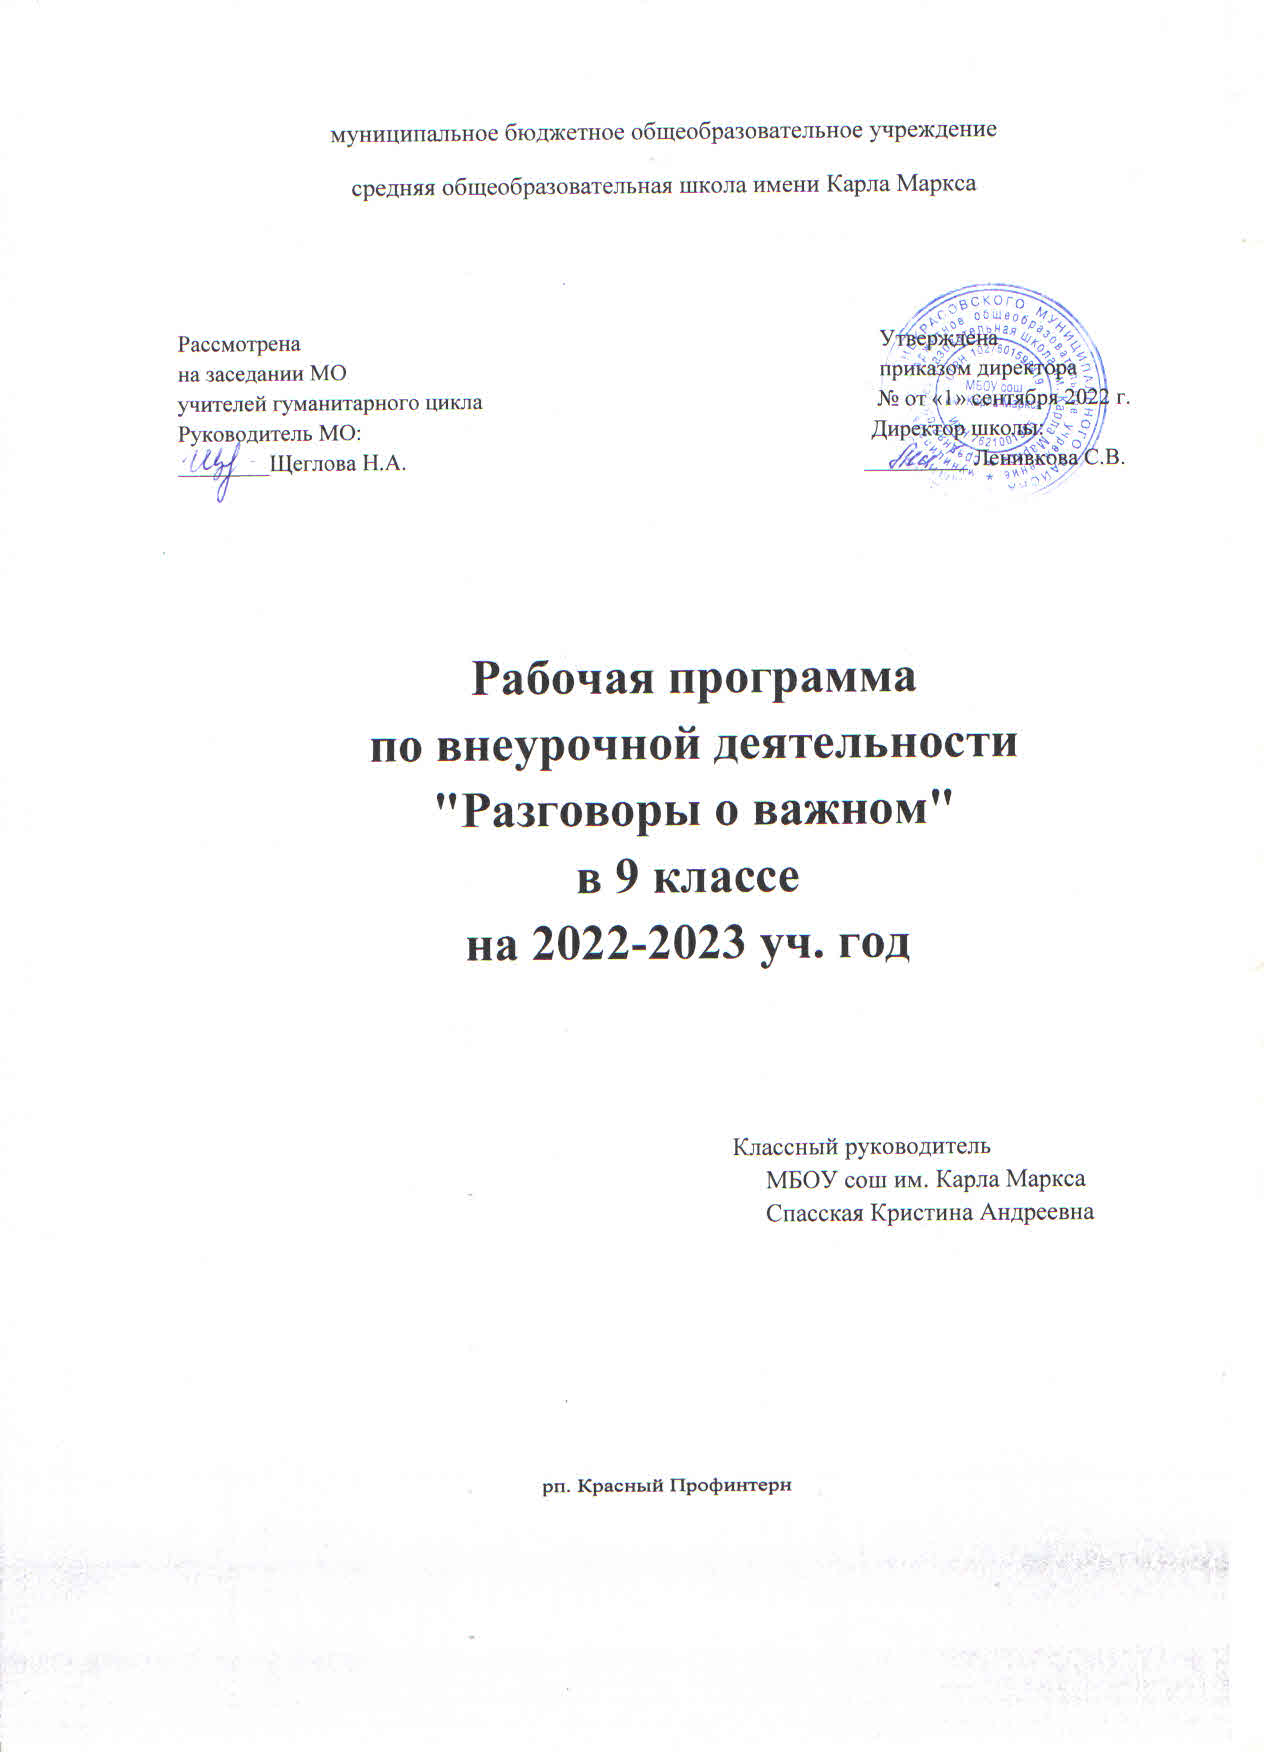 муниципальное бюджетное общеобразовательное учреждение
средняя общеобразовательная школа имени Карла Маркса
Рассмотрена
на заседании МО
учителей гуманитарного цикла
Руководитель МО:
Щеглова Н.А.
Утверждена
приказом директора
№ от «1» сентября 2022 г.
Директор школы:
Ленивкова С.В.
МБОУ сош
Рабочая программа
по внеурочной деятельности
"Разговоры о важном"
в 9 классе
на 2022-2023 уч. год
Классный руководитель
МБОУ сош им. Карла Маркса
Спасская Кристина Андреевна
рп. Красный Профинтерн